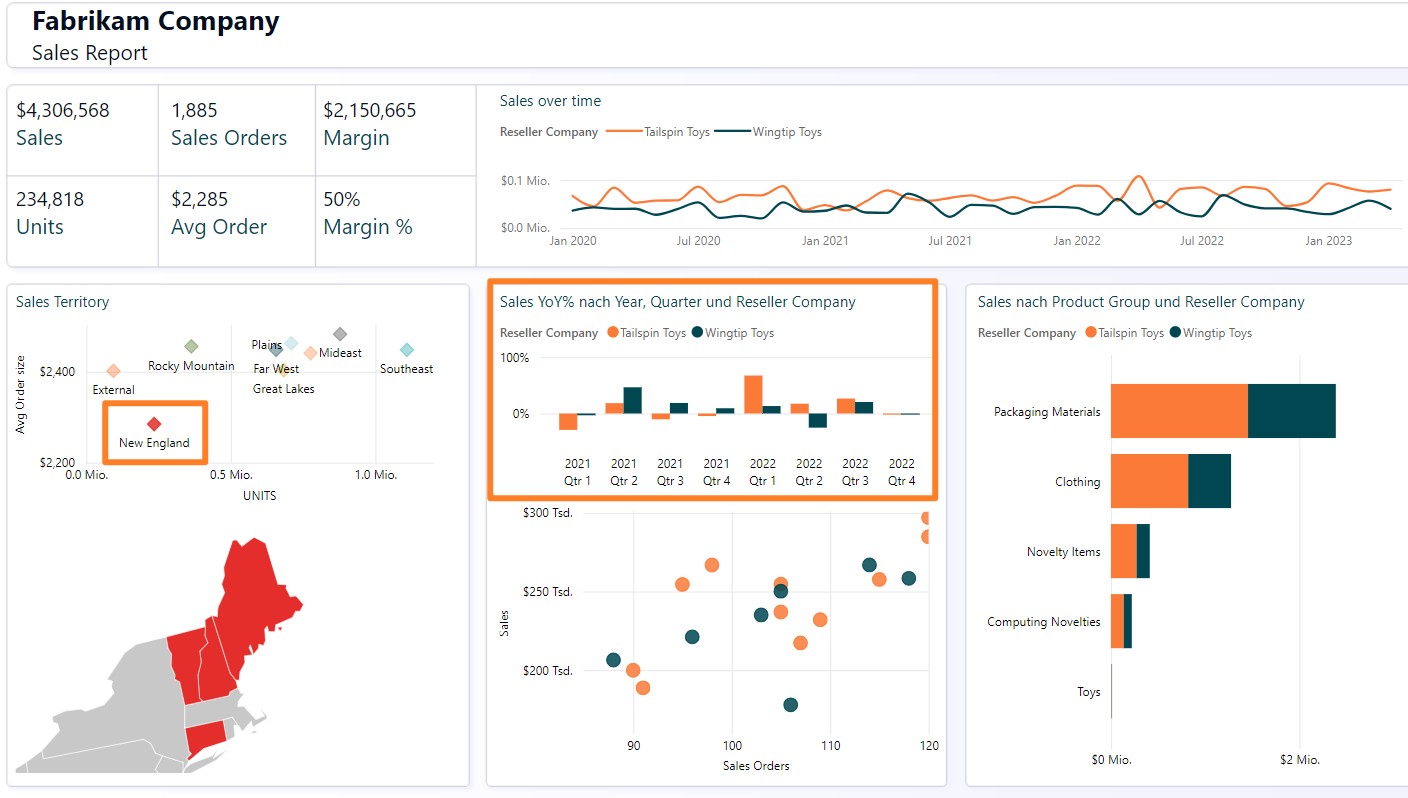 Fabrikam Company
Sales Report
$4,306,568
Sales
1,885
Sales Orders
$2,150,665
Margin
234,818
Units
$2,285
Avg Order
50%
Margin %
Sales over time
Reseller Company Tailspin Toys Wingtip Toys
$0.1 Mio.
$0.0 Mio.
Jan 2020 Jul 2020 Jan 2021 Jul 2021 Jan 2022 Jul 2022 Jan 2023
Sales Territory
Avg Order size
$2,400
$2,200
External
Rocky Mountain
Plains
Far West
Great Lakes
Mideast
Southeast
New England
0.0 Mio. 0.5 Mio. 1.0 Mio.
UNITS
Sales YoY% nach Year, Quarter und Reseller Company
Reseller Company Tailspin Toys Wingtip Toys
100%
0%
2021 2021 2021 2021 2022 2022 2022 2022
Qtr 1 Qtr 2 Qtr 3 Qtr 4 Qtr 1 Qtr 2 Qtr 3 Qtr 4
$300 Tsd.
$250 Tsd.
$200 Tsd.
Sales
90 100 110 120
Sales Orders
Sales nach Product Group und Reseller Company
Reseller Company Tailspin Toys Wingtip Toys
Packaging Materials
Clothing
Novelty Items
Computing Novelties
Toys
$0 Mio. $2 Mio.